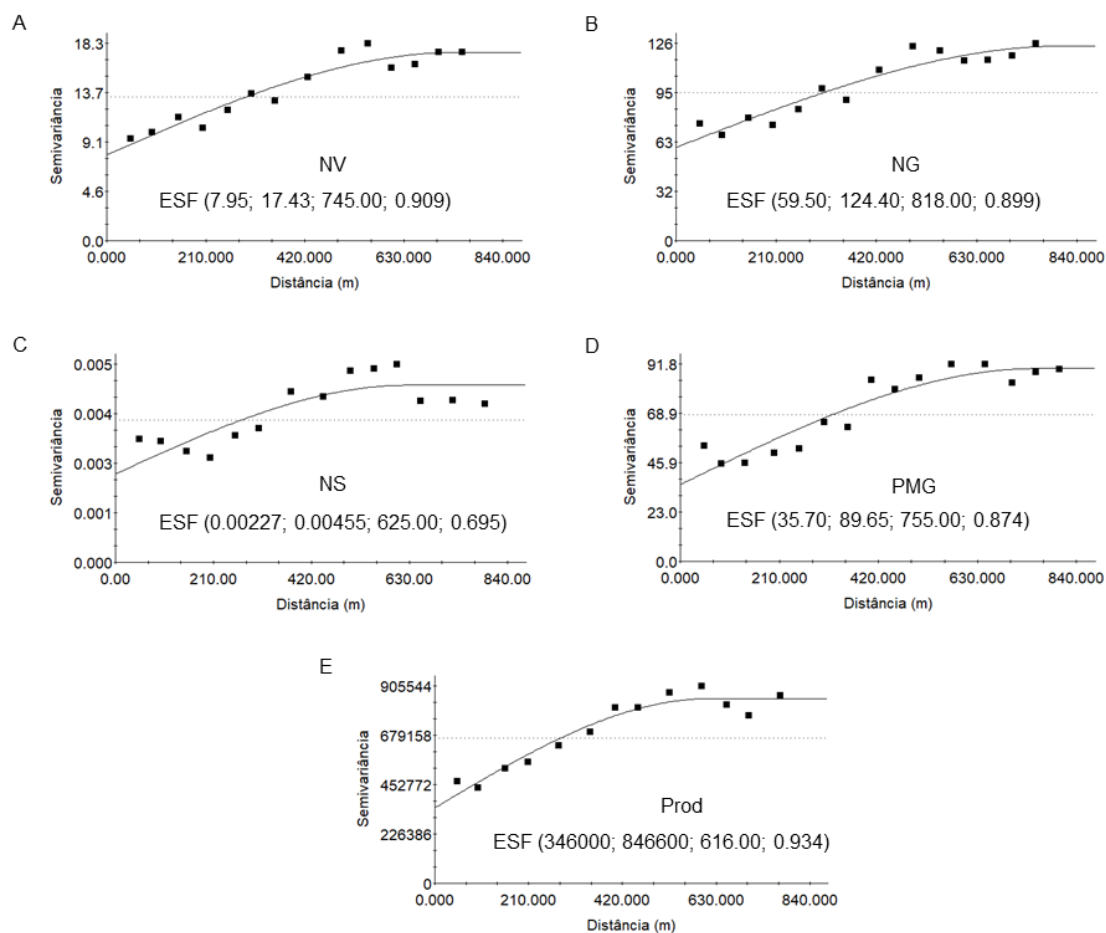 A
Semivariância
18.3
13.7
9.1
4.6
0.0
NV
ESF (7.95; 17.43; 745.00; 0.909)
0.000 210.000 420.000 630.000 840.000
Distância (m)
B
Semivariância
126
95
63
32
0
NG
ESF (59.50; 124.40; 818.00; 0.899)
0.000 210.000 420.000 630.000 840.000
Distância (m)
C
Semivariância
0.005
0.004
0.003
0.001
0.000
NS
ESF (0.00227; 0.00455; 625.00; 0.695)
0.00 210.00 420.00 630.00 840.00
Distância (m)
D
Semivariância
91.8
68.9
45.9
23.0
0.0
PMG
ESF (35.70; 89.65; 755.00; 0.874)
0.000 210.000 420.000 630.000 840.000
Distância (m)
E
Semivariância
905544
679158
452772
226386
0
Prod
ESF (346000; 846600; 616.00; 0.934)
0.000 210.000 420.000 630.000 840.000
Distância (m)